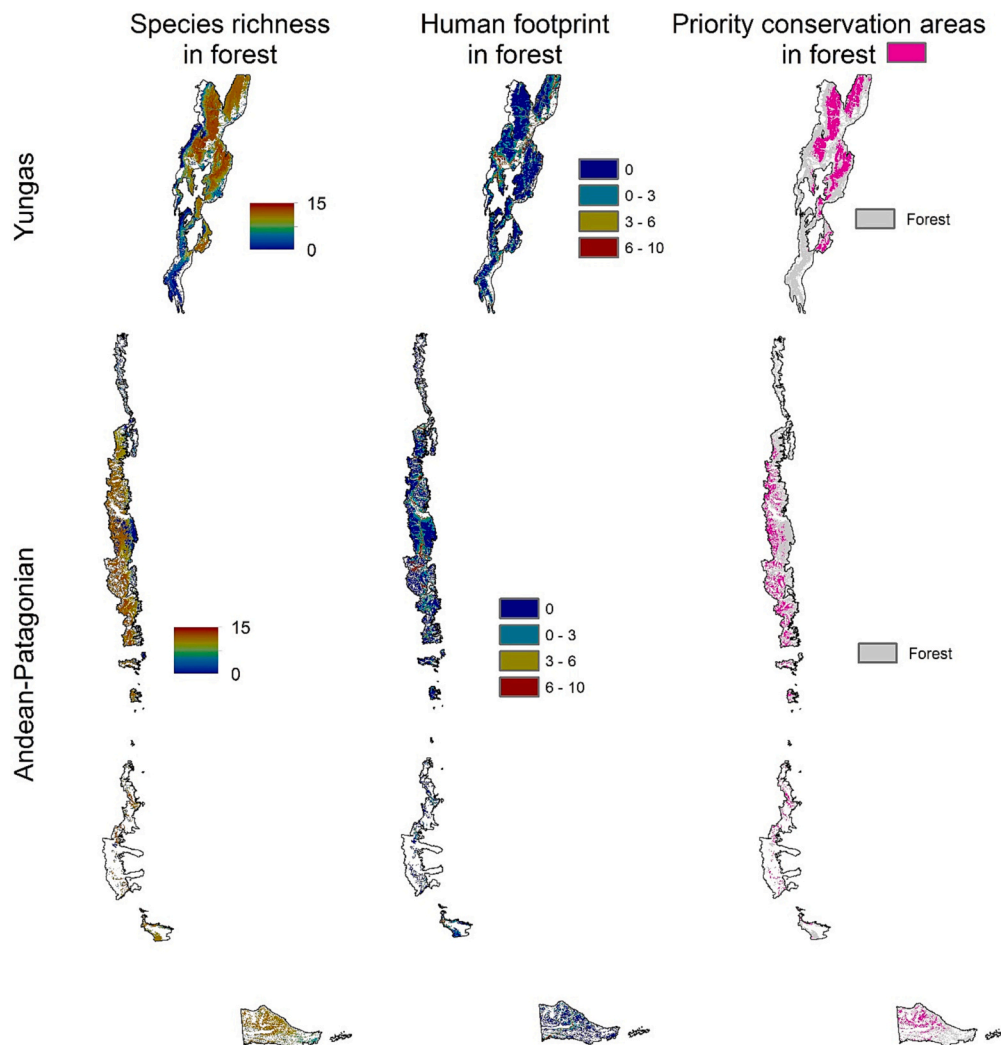 Species richness
in forest
Human footprint
in forest
Priority conservation areas
in forest
Yungas
15
0
0
0 - 3
3 - 6
6 - 10
Forest
Andean-Patagonian
15
0
0
0 - 3
3 - 6
6 - 10
Forest